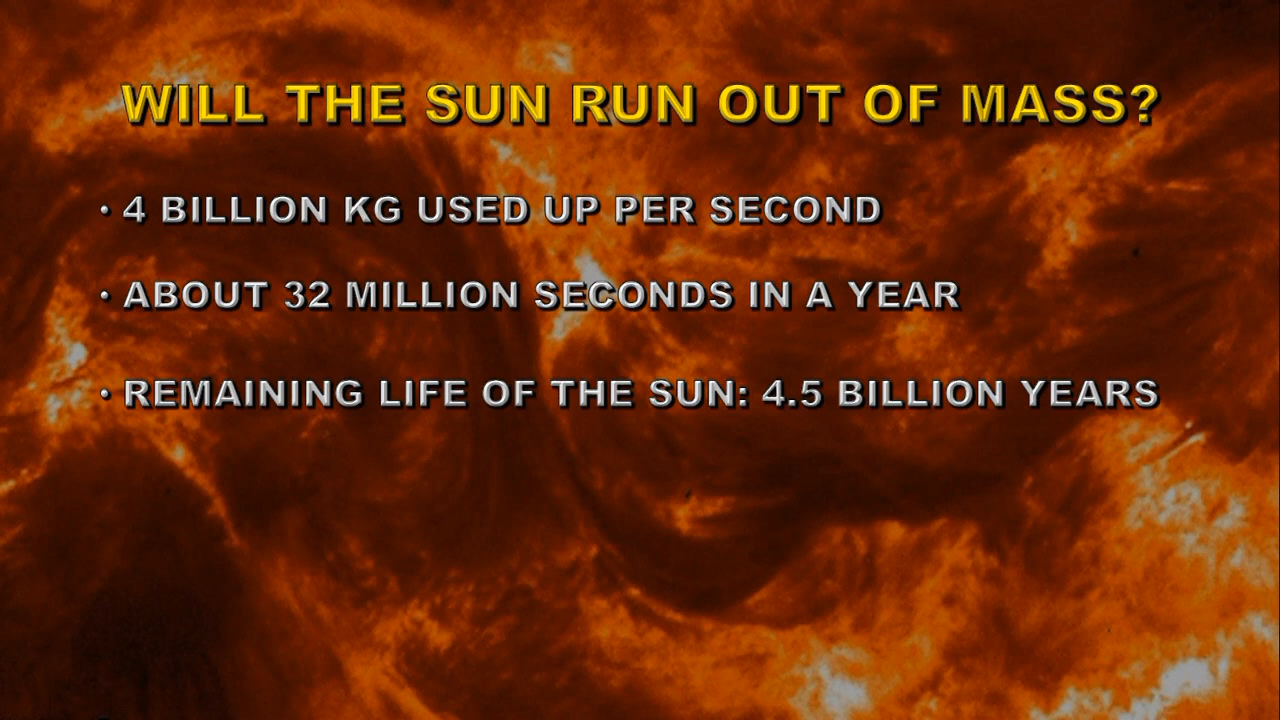 WILL THE SUN RUN OUT OF MASS?
• 4 BILLION KG USED UP PER SECOND
• ABOUT 32 MILLION SECONDS IN A YEAR
• REMAINING LIFE OF THE SUN: 4.5 BILLION YEARS